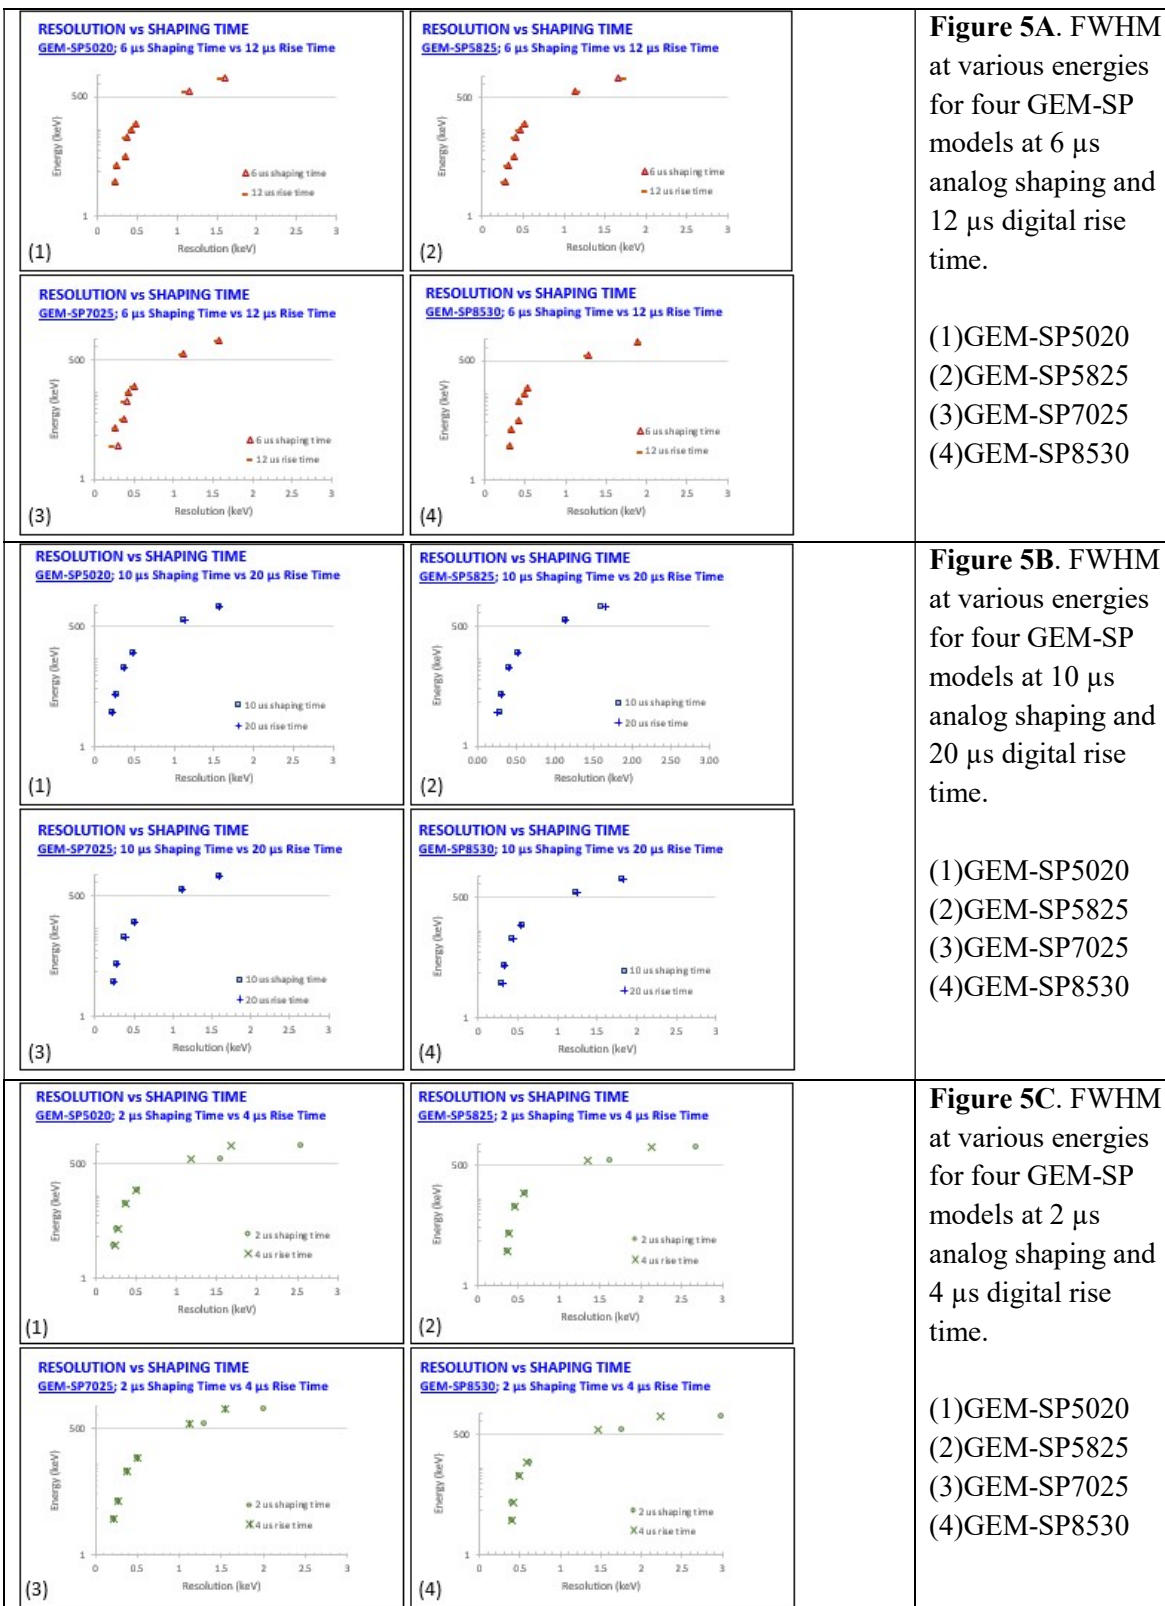 RESOLUTION vs SHAPING TIME
GEM-SP5020; 6 µs Shaping Time vs 12 µs Rise Time
500
Energy (keV)
1
0 0.5 1 1.5 2 2.5 3
Resolution (keV)
6 us shaping time
12 us rise time
(1)
RESOLUTION vs SHAPING TIME
GEM-SP5825; 6 µs Shaping Time vs 12 µs Rise Time
500
Energy (keV)
1
0 0.5 1 1.5 2 2.5 3
Resolution (keV)
6 us shaping time
12 us rise time
(2)
RESOLUTION vs SHAPING TIME
GEM-SP7025; 6 µs Shaping Time vs 12 µs Rise Time
500
Energy (keV)
1
0 0.5 1 1.5 2 2.5 3
Resolution (keV)
6 us shaping time
12 us rise time
(3)
RESOLUTION vs SHAPING TIME
GEM-SP8530; 6 µs Shaping Time vs 12 µs Rise Time
500
Energy (keV)
1
0 0.5 1 1.5 2 2.5 3
Resolution (keV)
6 us shaping time
12 us rise time
(4)
Figure 5A. FWHM
at various energies
for four GEM-SP
models at 6 µs
analog shaping and
12 µs digital rise
time.
(1)GEM-SP5020
(2)GEM-SP5825
(3)GEM-SP7025
(4)GEM-SP8530
RESOLUTION vs SHAPING TIME
GEM-SP5020; 10 µs Shaping Time vs 20 µs Rise Time
500
Energy (keV)
1
0 0.5 1 1.5 2 2.5 3
Resolution (keV)
10 us shaping time
20 us rise time
(1)
RESOLUTION vs SHAPING TIME
GEM-SP5825; 10 µs Shaping Time vs 20 µs Rise Time
500
Energy (keV)
1
0.00 0.50 1.00 1.50 2.00 2.50 3.00
Resolution (keV)
10 us shaping time
20 us rise time
(2)
RESOLUTION vs SHAPING TIME
GEM-SP7025; 10 µs Shaping Time vs 20 µs Rise Time
500
Energy (keV)
1
0 0.5 1 1.5 2 2.5 3
Resolution (keV)
10 us shaping time
20 us rise time
(3)
RESOLUTION vs SHAPING TIME
GEM-SP8530; 10 µs Shaping Time vs 20 µs Rise Time
500
Energy (keV)
1
0 0.5 1 1.5 2 2.5 3
Resolution (keV)
10 us shaping time
20 us rise time
(4)
Figure 5B. FWHM
at various energies
for four GEM-SP
models at 10 µs
analog shaping and
20 µs digital rise
time.
(1)GEM-SP5020
(2)GEM-SP5825
(3)GEM-SP7025
(4)GEM-SP8530
RESOLUTION vs SHAPING TIME
GEM-SP5020; 2 µs Shaping Time vs 4 µs Rise Time
500
Energy (keV)
1
0 0.5 1 1.5 2 2.5 3
Resolution (keV)
2 us shaping time
4 us rise time
(1)
RESOLUTION vs SHAPING TIME
GEM-SP5825; 2 µs Shaping Time vs 4 µs Rise Time
500
Energy (keV)
1
0 0.5 1 1.5 2 2.5 3
Resolution (keV)
2 us shaping time
4 us rise time
(2)
RESOLUTION vs SHAPING TIME
GEM-SP7025; 2 µs Shaping Time vs 4 µs Rise Time
500
Energy (keV)
1
0 0.5 1 1.5 2 2.5 3
Resolution (keV)
2 us shaping time
4 us rise time
(3)
RESOLUTION vs SHAPING TIME
GEM-SP8530; 2 µs Shaping Time vs 4 µs Rise Time
500
Energy (keV)
1
0 0.5 1 1.5 2 2.5 3
Resolution (keV)
2 us shaping time
4 us rise time
(4)
Figure 5C. FWHM
at various energies
for four GEM-SP
models at 2 µs
analog shaping and
4 µs digital rise
time.
(1)GEM-SP5020
(2)GEM-SP5825
(3)GEM-SP7025
(4)GEM-SP8530